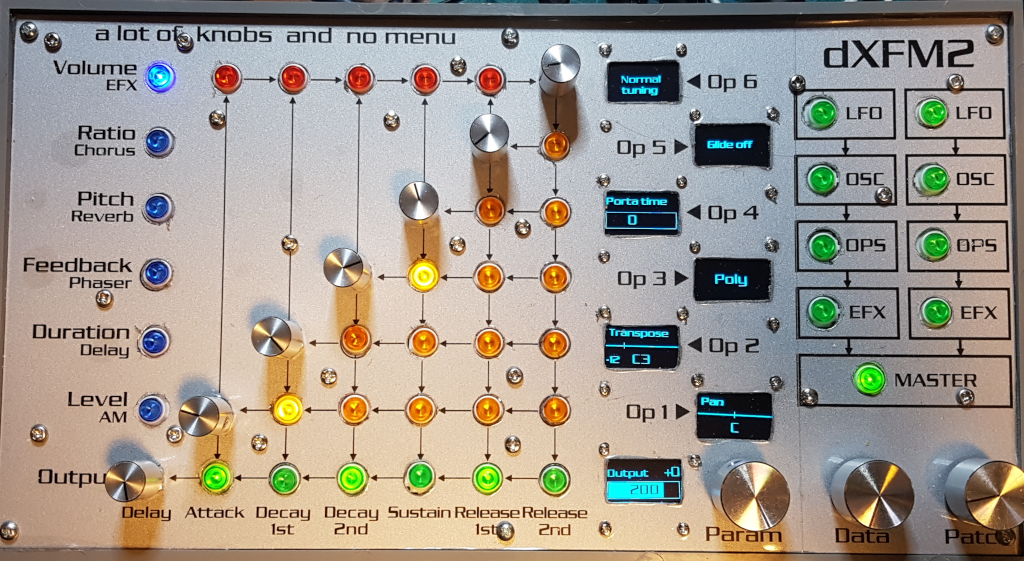 a lot of knobs and no menu
dXFM2
Volume
EFX
Normal
tuning
Op 6
LFO
LFO
Ratio
Chorus
Op 5
Glide off
OSC
OSC
Pitch
Reverb
Porta time
0
Op 4
OPS
OPS
Feedback
Phaser
Op 3
Poly
EFX
EFX
Duration
Delay
Transpose
-12 C3
Op 2
MASTER
Level
AM
Op 1
Pan
C
Output
Output +0
200
Delay
Attack
Decay
1st
Decay
2nd
Sustain
Release
1st
Release
2nd
Param
Data
Patch